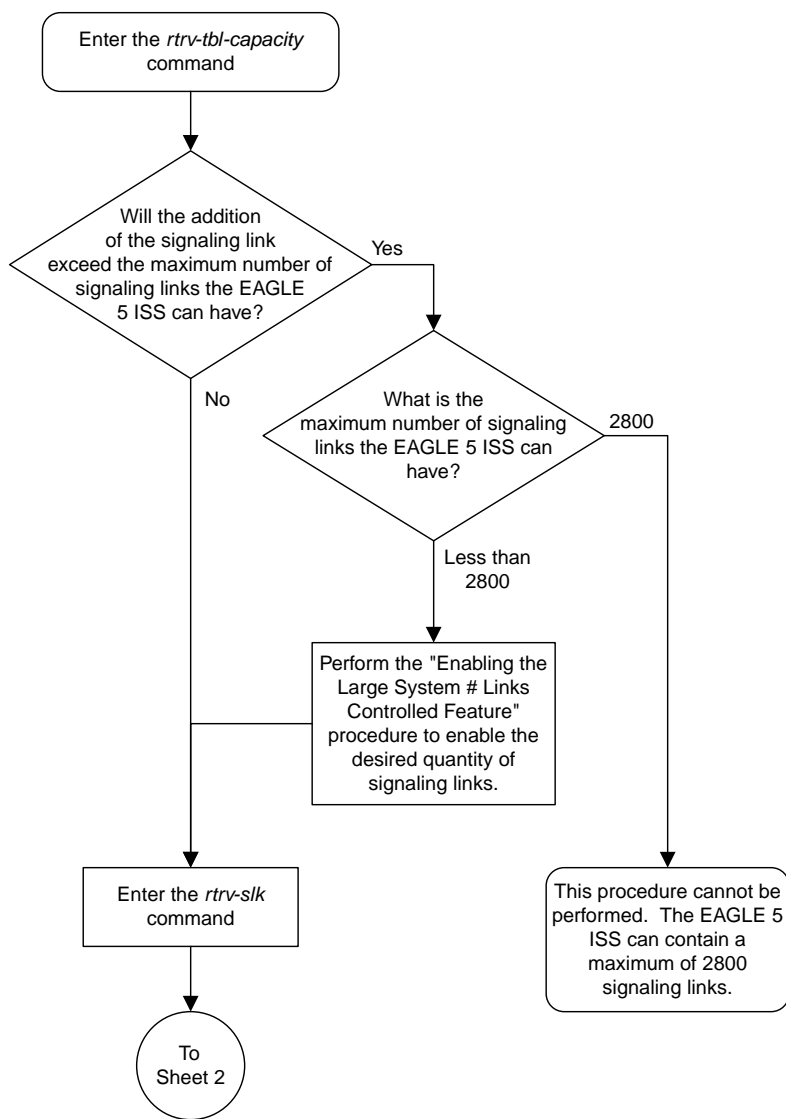 Enter the rtrv-tbl-capacity
command
Will the addition
of the signaling link
exceed the maximum number of
signaling links the EAGLE
5 ISS can have?
Yes
No
What is the
maximum number of signaling
links the EAGLE 5 ISS can
have?
2800
Less than
2800
Perform the "Enabling the
Large System # Links
Controlled Feature"
procedure to enable the
desired quantity of
signaling links.
Enter the rtrv-slk
command
This procedure cannot be
performed.  The EAGLE 5
ISS can contain a
maximum of 2800
signaling links.
To
Sheet 2